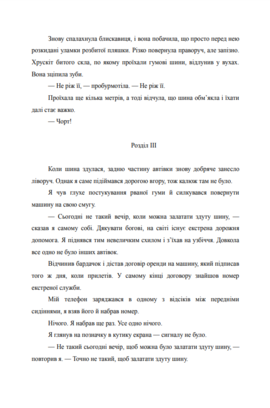 Знову спалахнула блискавиця, і вона побачила, що просто перед нею
розкидані уламки розбитої пляшки. Різко повернула праворуч, але запізно.
Хрускіт битого скла, по якому проїхали гумові шини, відлунив у вухах.
Вона зціпила зуби.
— Не ріж її, — пробурмотіла. — Не ріж її.
Проїхала ще кілька метрів, а тоді відчула, що шина обм’якла і їхати
далі стає важко.
— Чорт!
Розділ III
Коли шина здулася, задню частину автівки знову добряче занесло
ліворуч. Однак я саме підіймався дорогою вгору, тож калюж там не було.
Я чув глухе постукування рваної гуми й силкувався повернути
машину на свою смугу.
— Сьогодні не такий вечір, коли можна залатати здуту шину, —
сказав я самому собі. Дякувати богові, на світі існує екстрена дорожня
допомога. Я піднявся тим невеличким схилом і з’їхав на узбіччя. Довкола
все одно не було інших автівок.
Відчинив бардачок і дістав договір оренди на машину, який підписав
того ж дня, коли прилетів. У самому кінці договору знайшов номер
екстреної служби.
Мій телефон заряджався в одному з відсіків між передніми
сидіннями, я взяв його й набрав номер.
Нічого. Я набрав ще раз. Усе одно нічого.
Я глянув на позначку в кутику екрана — сигналу не було.
— Не такий сьогодні вечір, щоб можна було залатати здуту шину, —
повторив я. — Точно не такий, щоб залатати здуту шину.